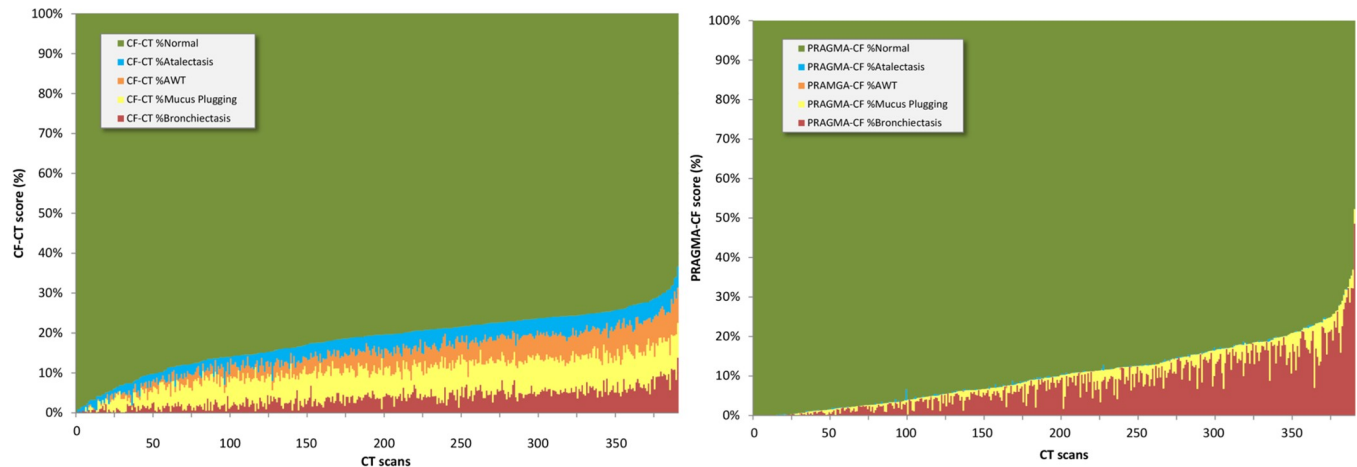 100%
90%
80%
70%
60%
50%
40%
30%
20%
10%
0%
CF-CT score (%)
CF-CT %Normal
CF-CT %Atalectasis
CF-CT %AWT
CF-CT %Mucus Plugging
CF-CT %Bronchiectasis
0 50 100 150 200 250 300 350
CT scans
100%
90%
80%
70%
60%
50%
40%
30%
20%
10%
0%
PRAGMA-CF score (%)
PRAGMA-CF %Normal
PRAGMA-CF %Atalectasis
PRAMGA-CF %AWT
PRAGMA-CF %Mucus Plugging
PRAGMA-CF %Bronchiectasis
0 50 100 150 200 250 300 350
CT scans